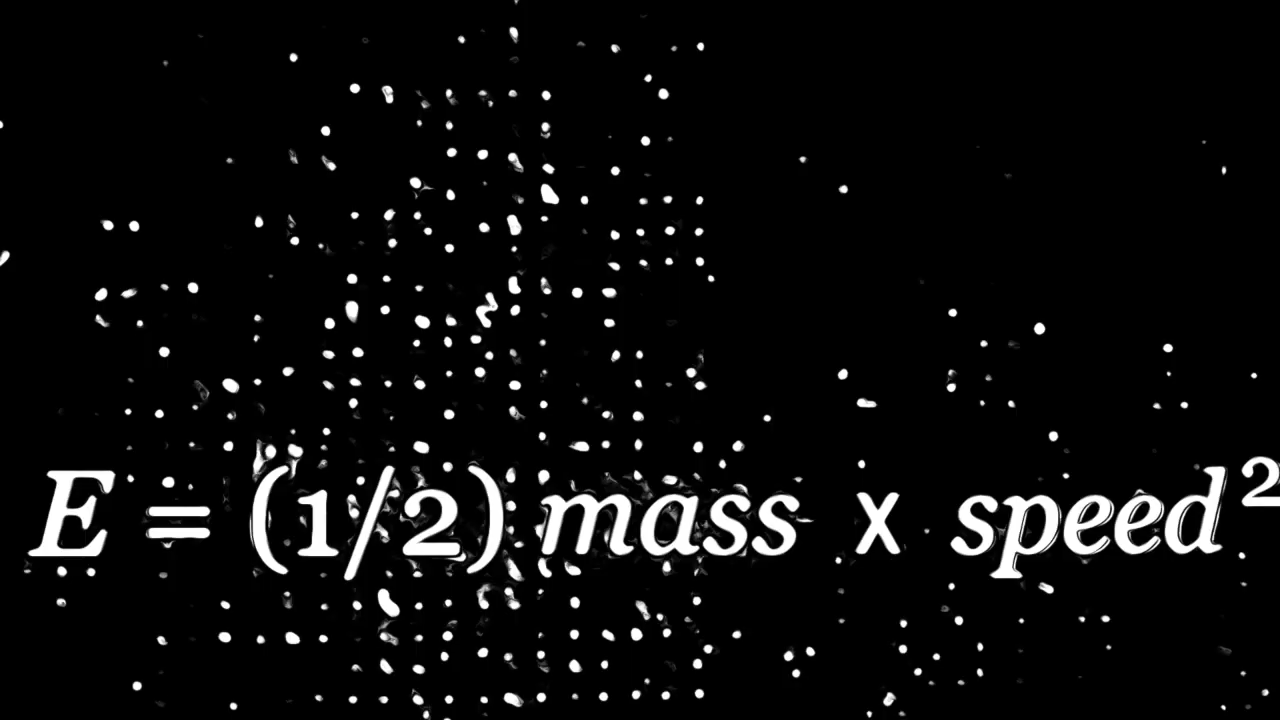 E = (1/2) mass x speed²